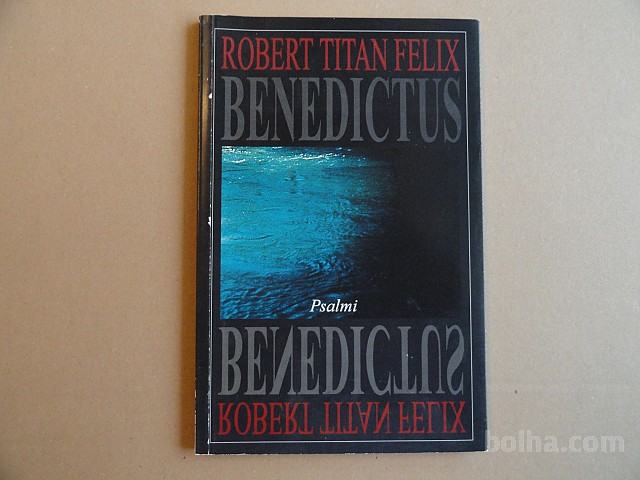 ROBERT TITAN FELIX
BENEDICTUS
Psalmi
BENEDICTUS
ROBERT TITAN FELIX
bolha.com